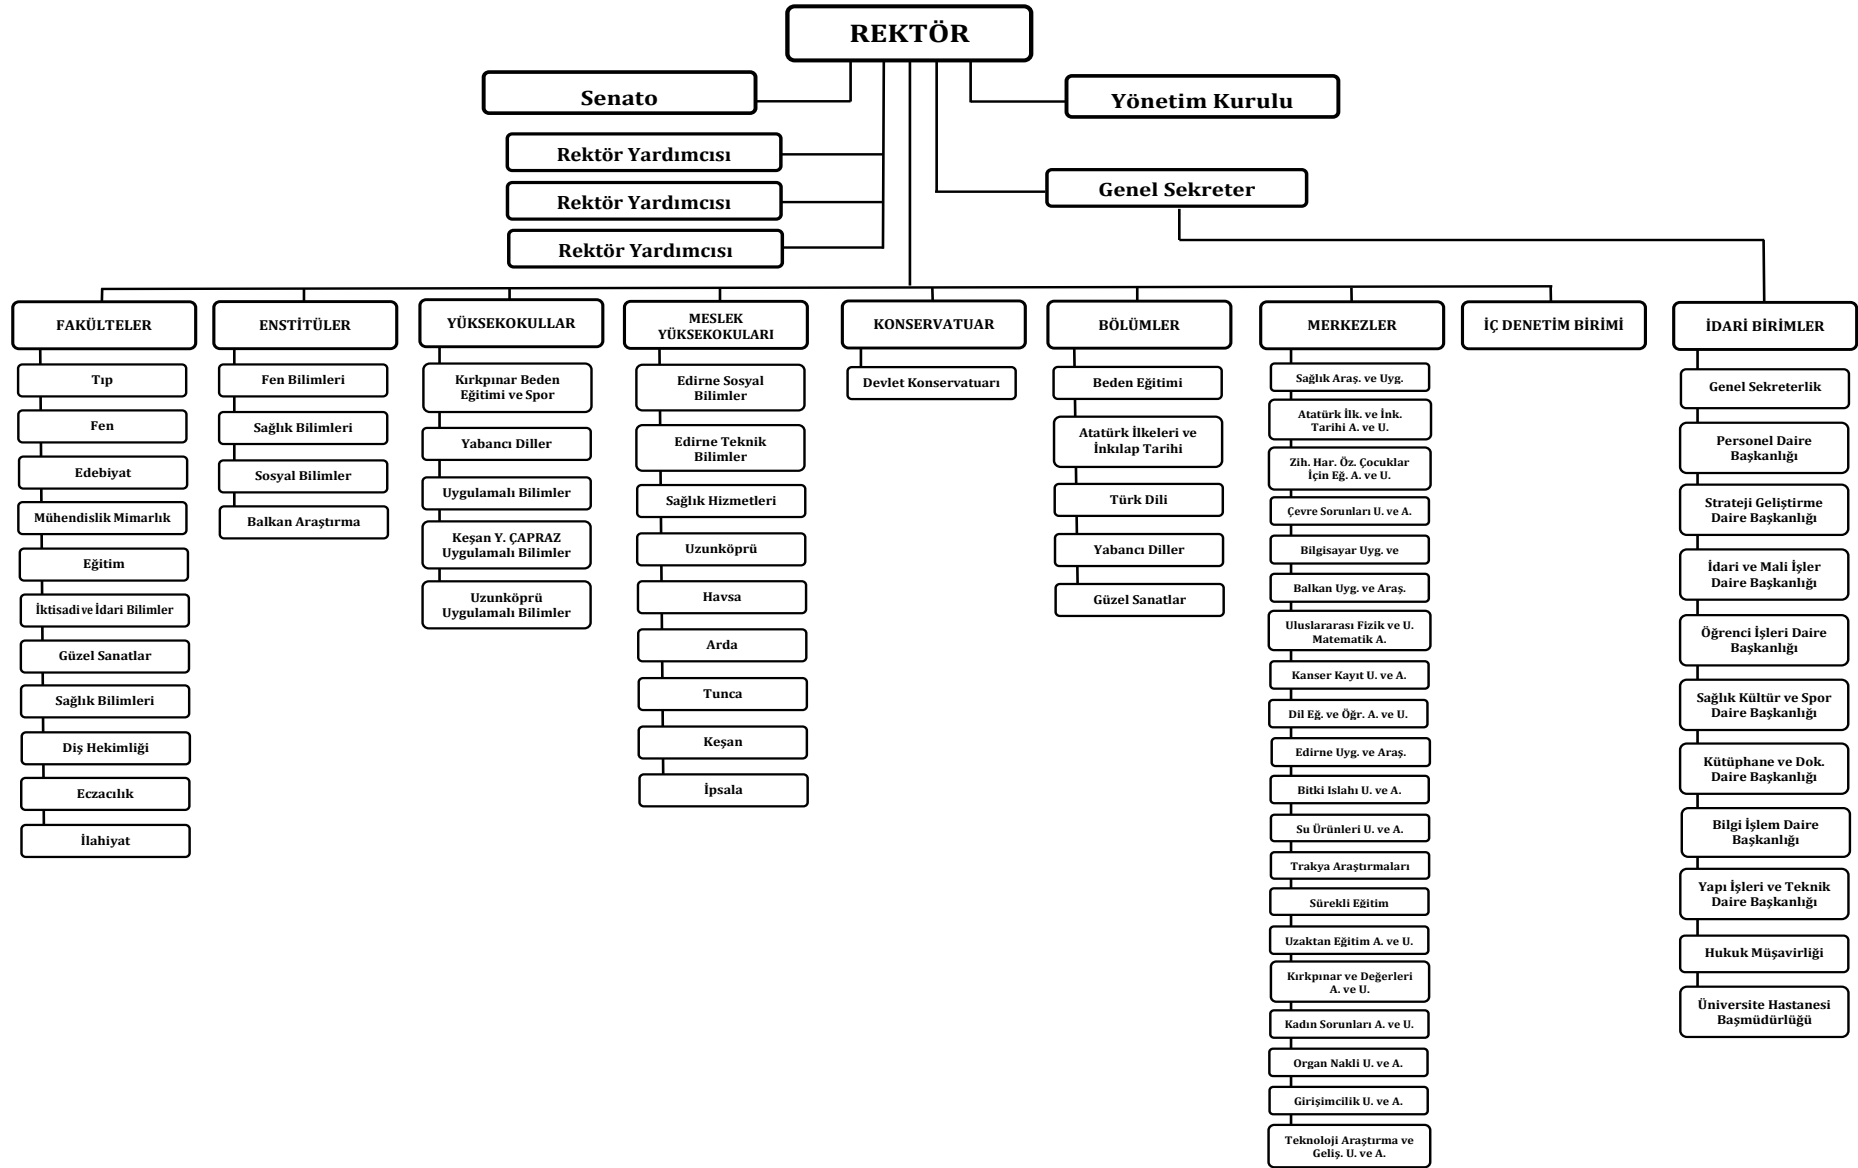 REKTÖR
Senato
Yönetim Kurulu
Rektör Yardımcısı
Rektör Yardımcısı
Rektör Yardımcısı
Genel Sekreter
FAKÜLTELER
Tıp
Fen
Edebiyat
Mühendislik Mimarlık
Eğitim
İktisadi ve İdari Bilimler
Güzel Sanatlar
Sağlık Bilimleri
Diş Hekimliği
Eczacılık
İlahiyat
ENSTİTÜLER
Fen Bilimleri
Sağlık Bilimleri
Sosyal Bilimler
Balkan Araştırma
YÜKSEKOKULLAR
Kırkpınar Beden
Eğitimi ve Spor
Yabancı Diller
Uygulamalı Bilimler
Keşan Y. ÇAPRAZ
Uygulamalı Bilimler
Uzunköprü
Uygulamalı Bilimler
MESLEK
YÜKSEKOKULARI
Edirne Sosyal
Bilimler
Edirne Teknik
Bilimler
Sağlık Hizmetleri
Uzunköprü
Havsa
Arda
Tunca
Keşan
İpsala
KONSERVATUAR
Devlet Konservatuarı
BÖLÜMLER
Beden Eğitimi
Atatürk İlkeleri ve
İnkılap Tarihi
Türk Dili
Yabancı Diller
Güzel Sanatlar
MERKEZLER
Sağlık Araş. ve Uyg.
Atatürk İlk. ve İnk.
Tarihi A. ve U.
Zih. Har. Öz. Çocuklar
İçin Eğ. A. ve U.
Çevre Sorunları U. ve A.
Bilgisayar Uyg. ve
Balkan Uyg. ve Araş.
Uluslararası Fizik ve U.
Matematik A.
Kanser Kayıt U. ve A.
Dil Eğ. ve Öğr. A. ve U.
Edirne Uyg. ve Araş.
Bitki Islahı U. ve A.
Su Ürünleri U. ve A.
Trakya Araştırmaları
Sürekli Eğitim
Uzaktan Eğitim A. ve U.
Kırkpınar ve Değerleri
A. ve U.
Kadın Sorunları A. ve U.
Organ Nakli U. ve A.
Girişimcilik U. ve A.
Teknoloji Araştırma ve
Geliş. U. ve A.
İÇ DENETİM BİRİMİ
İDARİ BİRİMLER
Genel Sekreterlik
Personel Daire
Başkanlığı
Strateji Geliştirme
Daire Başkanlığı
İdari ve Mali İşler
Daire Başkanlığı
Öğrenci İşleri Daire
Başkanlığı
Sağlık Kültür ve Spor
Daire Başkanlığı
Kütüphane ve Dok.
Daire Başkanlığı
Bilgi İşlem Daire
Başkanlığı
Yapı İşleri ve Teknik
Daire Başkanlığı
Hukuk Müşavirliği
Üniversite Hastanesi
Başmüdürlüğü